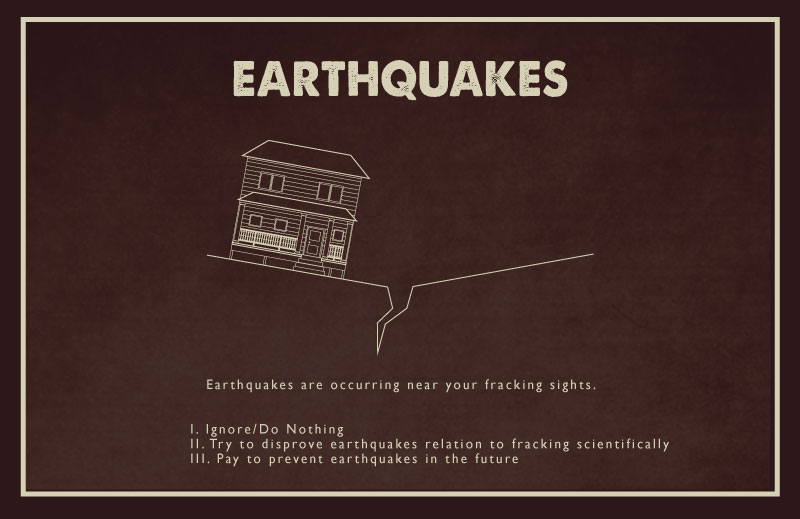 EARTHQUAKES
Earthquakes are occurring near your fracking sights.
I. Ignore/Do Nothing
II. Try to disprove earthquakes relation to fracking scientifically
III. Pay to prevent earthquakes in the future